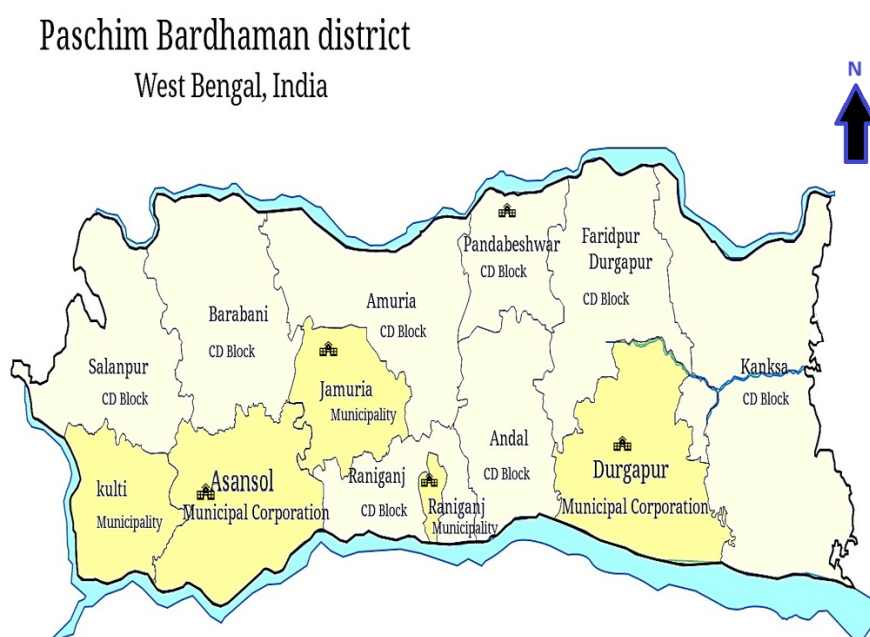 Paschim Bardhaman district
West Bengal, India
N
Pandabeshwar
CD Block
Faridpur
Durgapur
CD Block
Barabani
CD Block
Amuria
CD Block
Salanpur
CD Block
Kanksa
CD Block
Jamuria
Municipality
Andal
CD Block
kulti
Municipality
Asansol
Municipal Corporation
Raniganj
CD Block
Raniganj
Municipality
Durgapur
Municipal Corporation